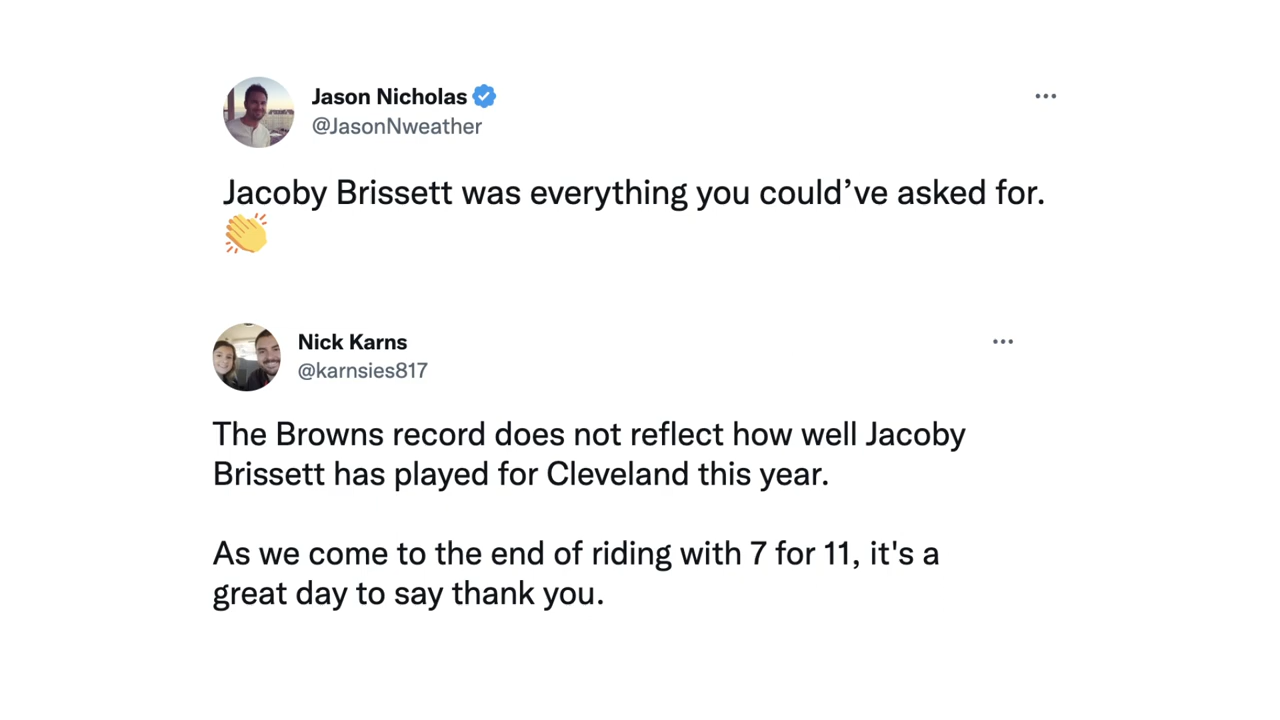 Jason Nicholas
@JasonNweather
Jacoby Brissett was everything you could’ve asked for.
👏
Nick Karns
@karnsies817
The Browns record does not reflect how well Jacoby
Brissett has played for Cleveland this year.
As we come to the end of riding with 7 for 11, it's a
great day to say thank you.